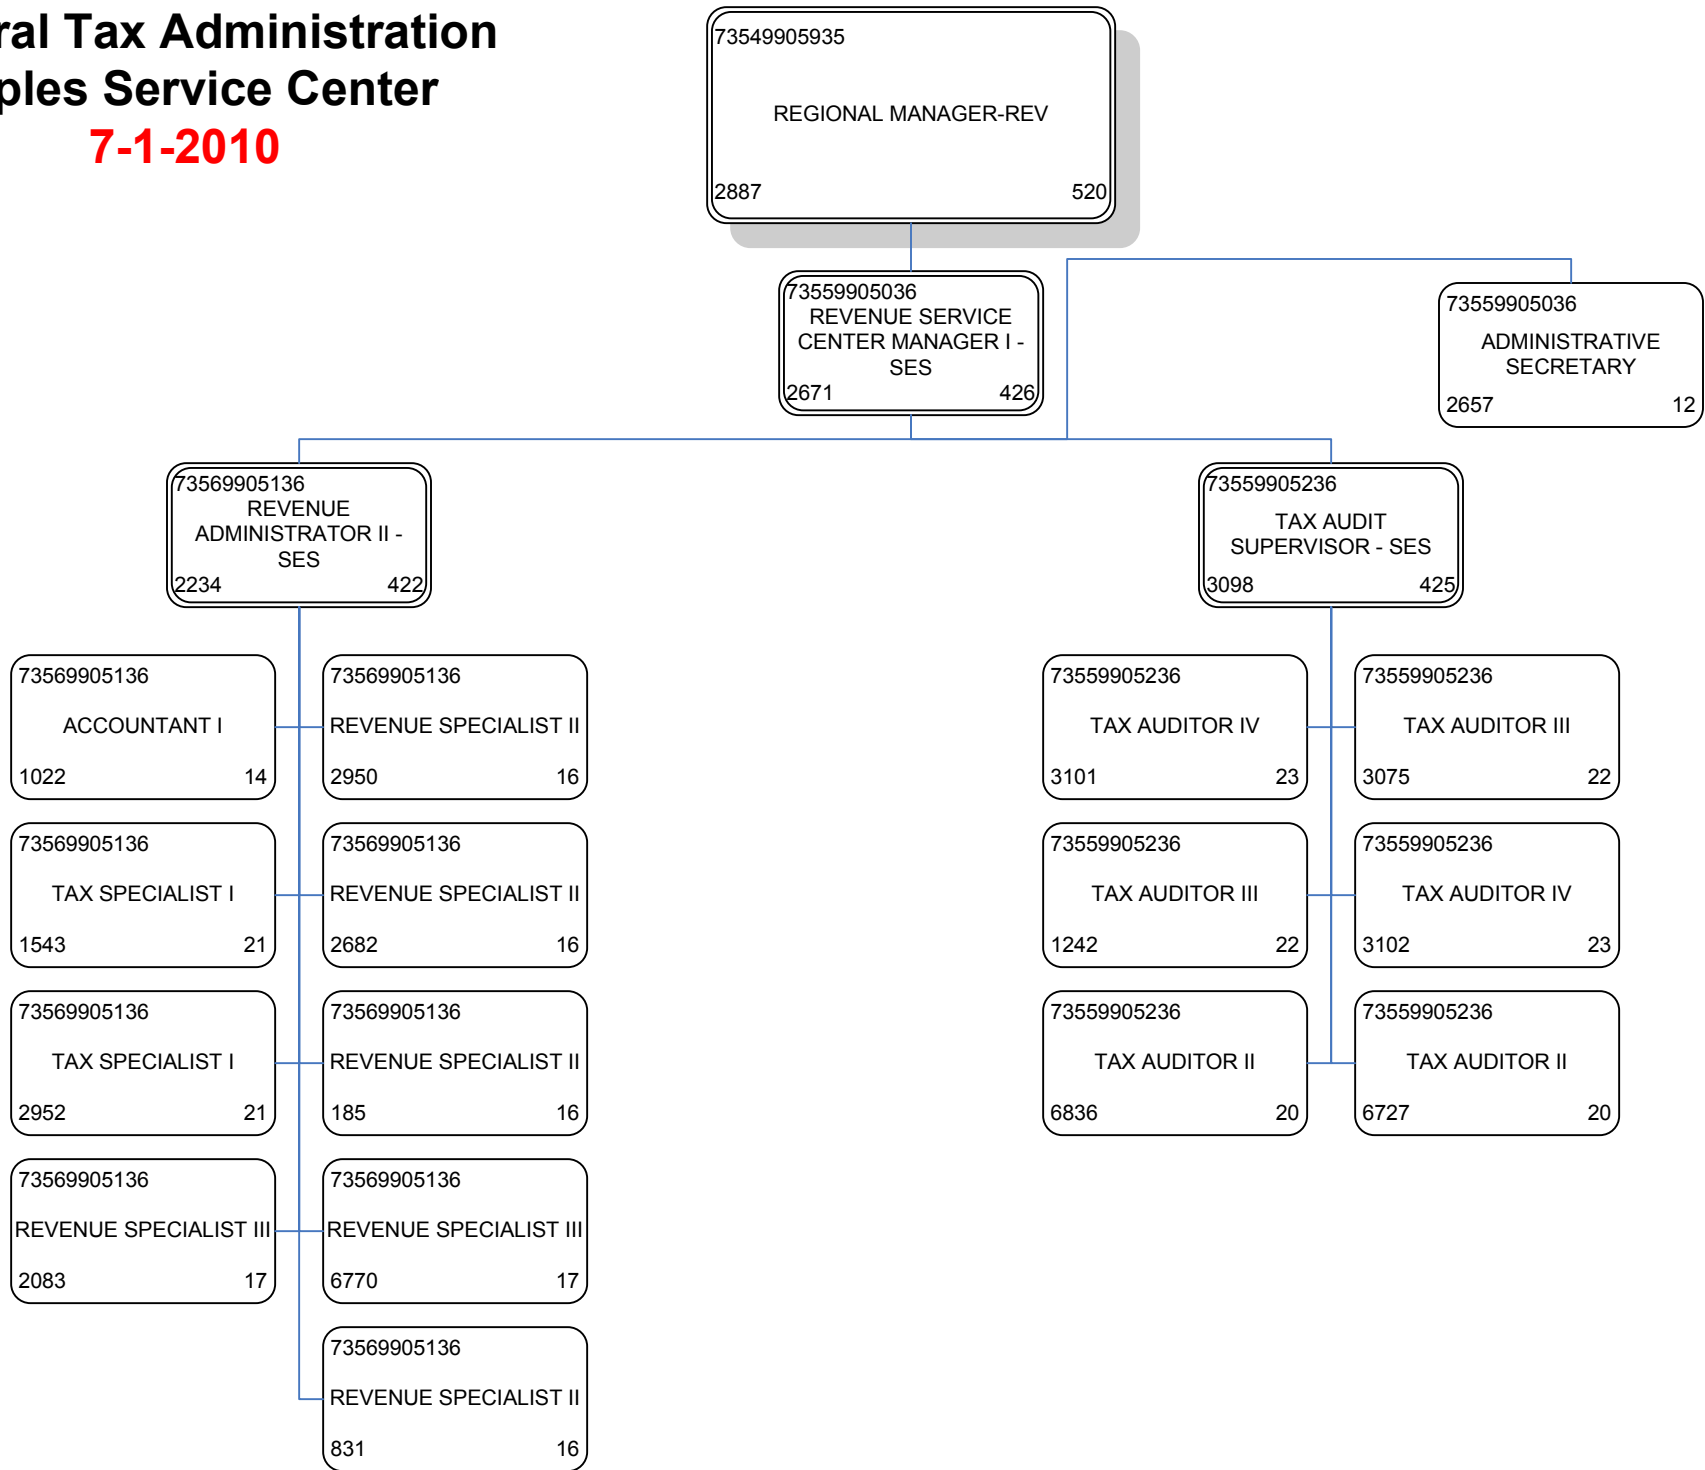 Tax Administration
Service Center
7-1-2010
73549905935
REGIONAL MANAGER-REV
2887 520
73559905036
REVENUE SERVICE
CENTER MANAGER I -
SES
2671 426
73559905036
ADMINISTRATIVE
SECRETARY
2657 12
73569905136
REVENUE
ADMINISTRATOR II -
SES
2234 422
73559905236
TAX AUDIT
SUPERVISOR - SES
3098 425
73569905136
ACCOUNTANT I
1022 14
73569905136
REVENUE SPECIALIST II
2950 16
73559905236
TAX AUDITOR IV
3101 23
73559905236
TAX AUDITOR III
3075 22
73569905136
TAX SPECIALIST I
1543 21
73569905136
REVENUE SPECIALIST II
2682 16
73559905236
TAX AUDITOR III
1242 22
73559905236
TAX AUDITOR IV
3102 23
73569905136
TAX SPECIALIST I
2952 21
73569905136
REVENUE SPECIALIST II
185 16
73559905236
TAX AUDITOR II
6836 20
73559905236
TAX AUDITOR II
6727 20
73569905136
REVENUE SPECIALIST III
2083 17
73569905136
REVENUE SPECIALIST III
6770 17
73569905136
REVENUE SPECIALIST II
831 16